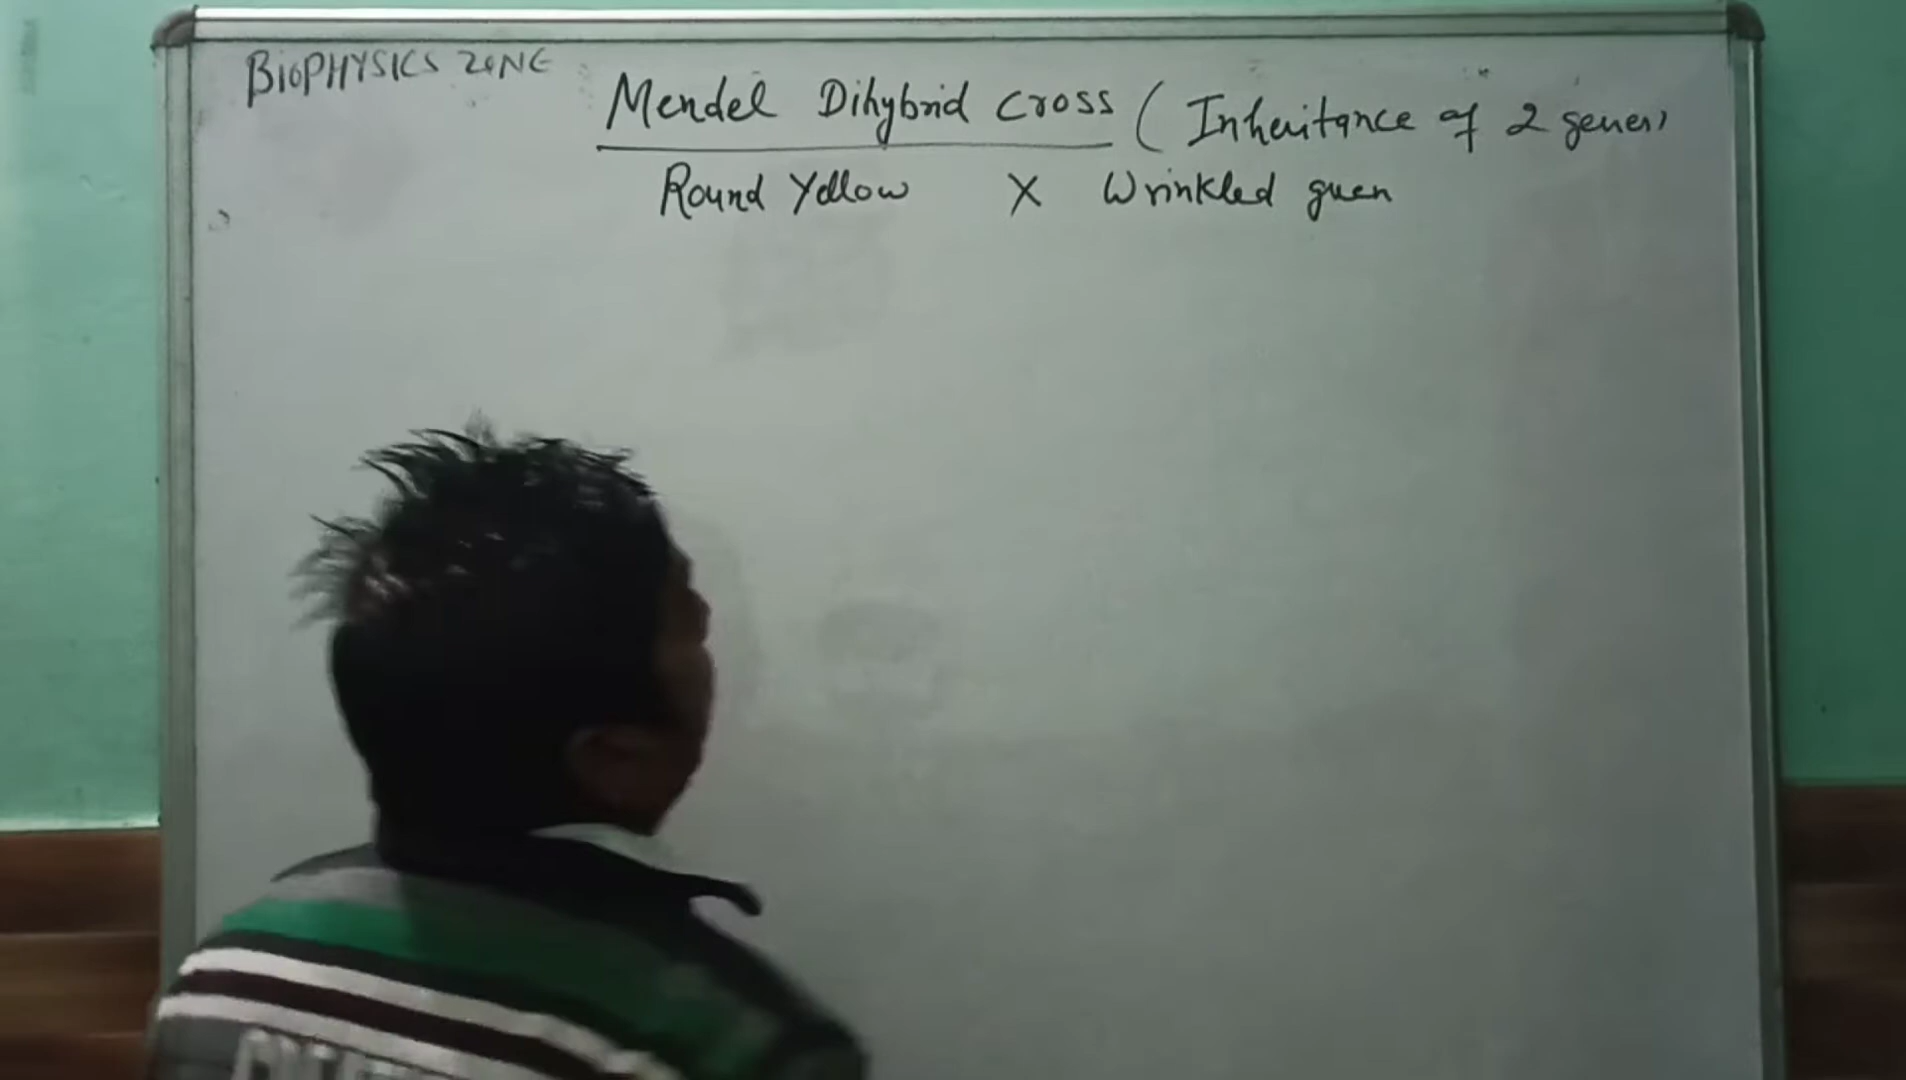 BIOPHYSICS ZONE
Mendel Dihybrid Cross ( Inheritance of 2 genes)
Round Yellow X Wrinkled green